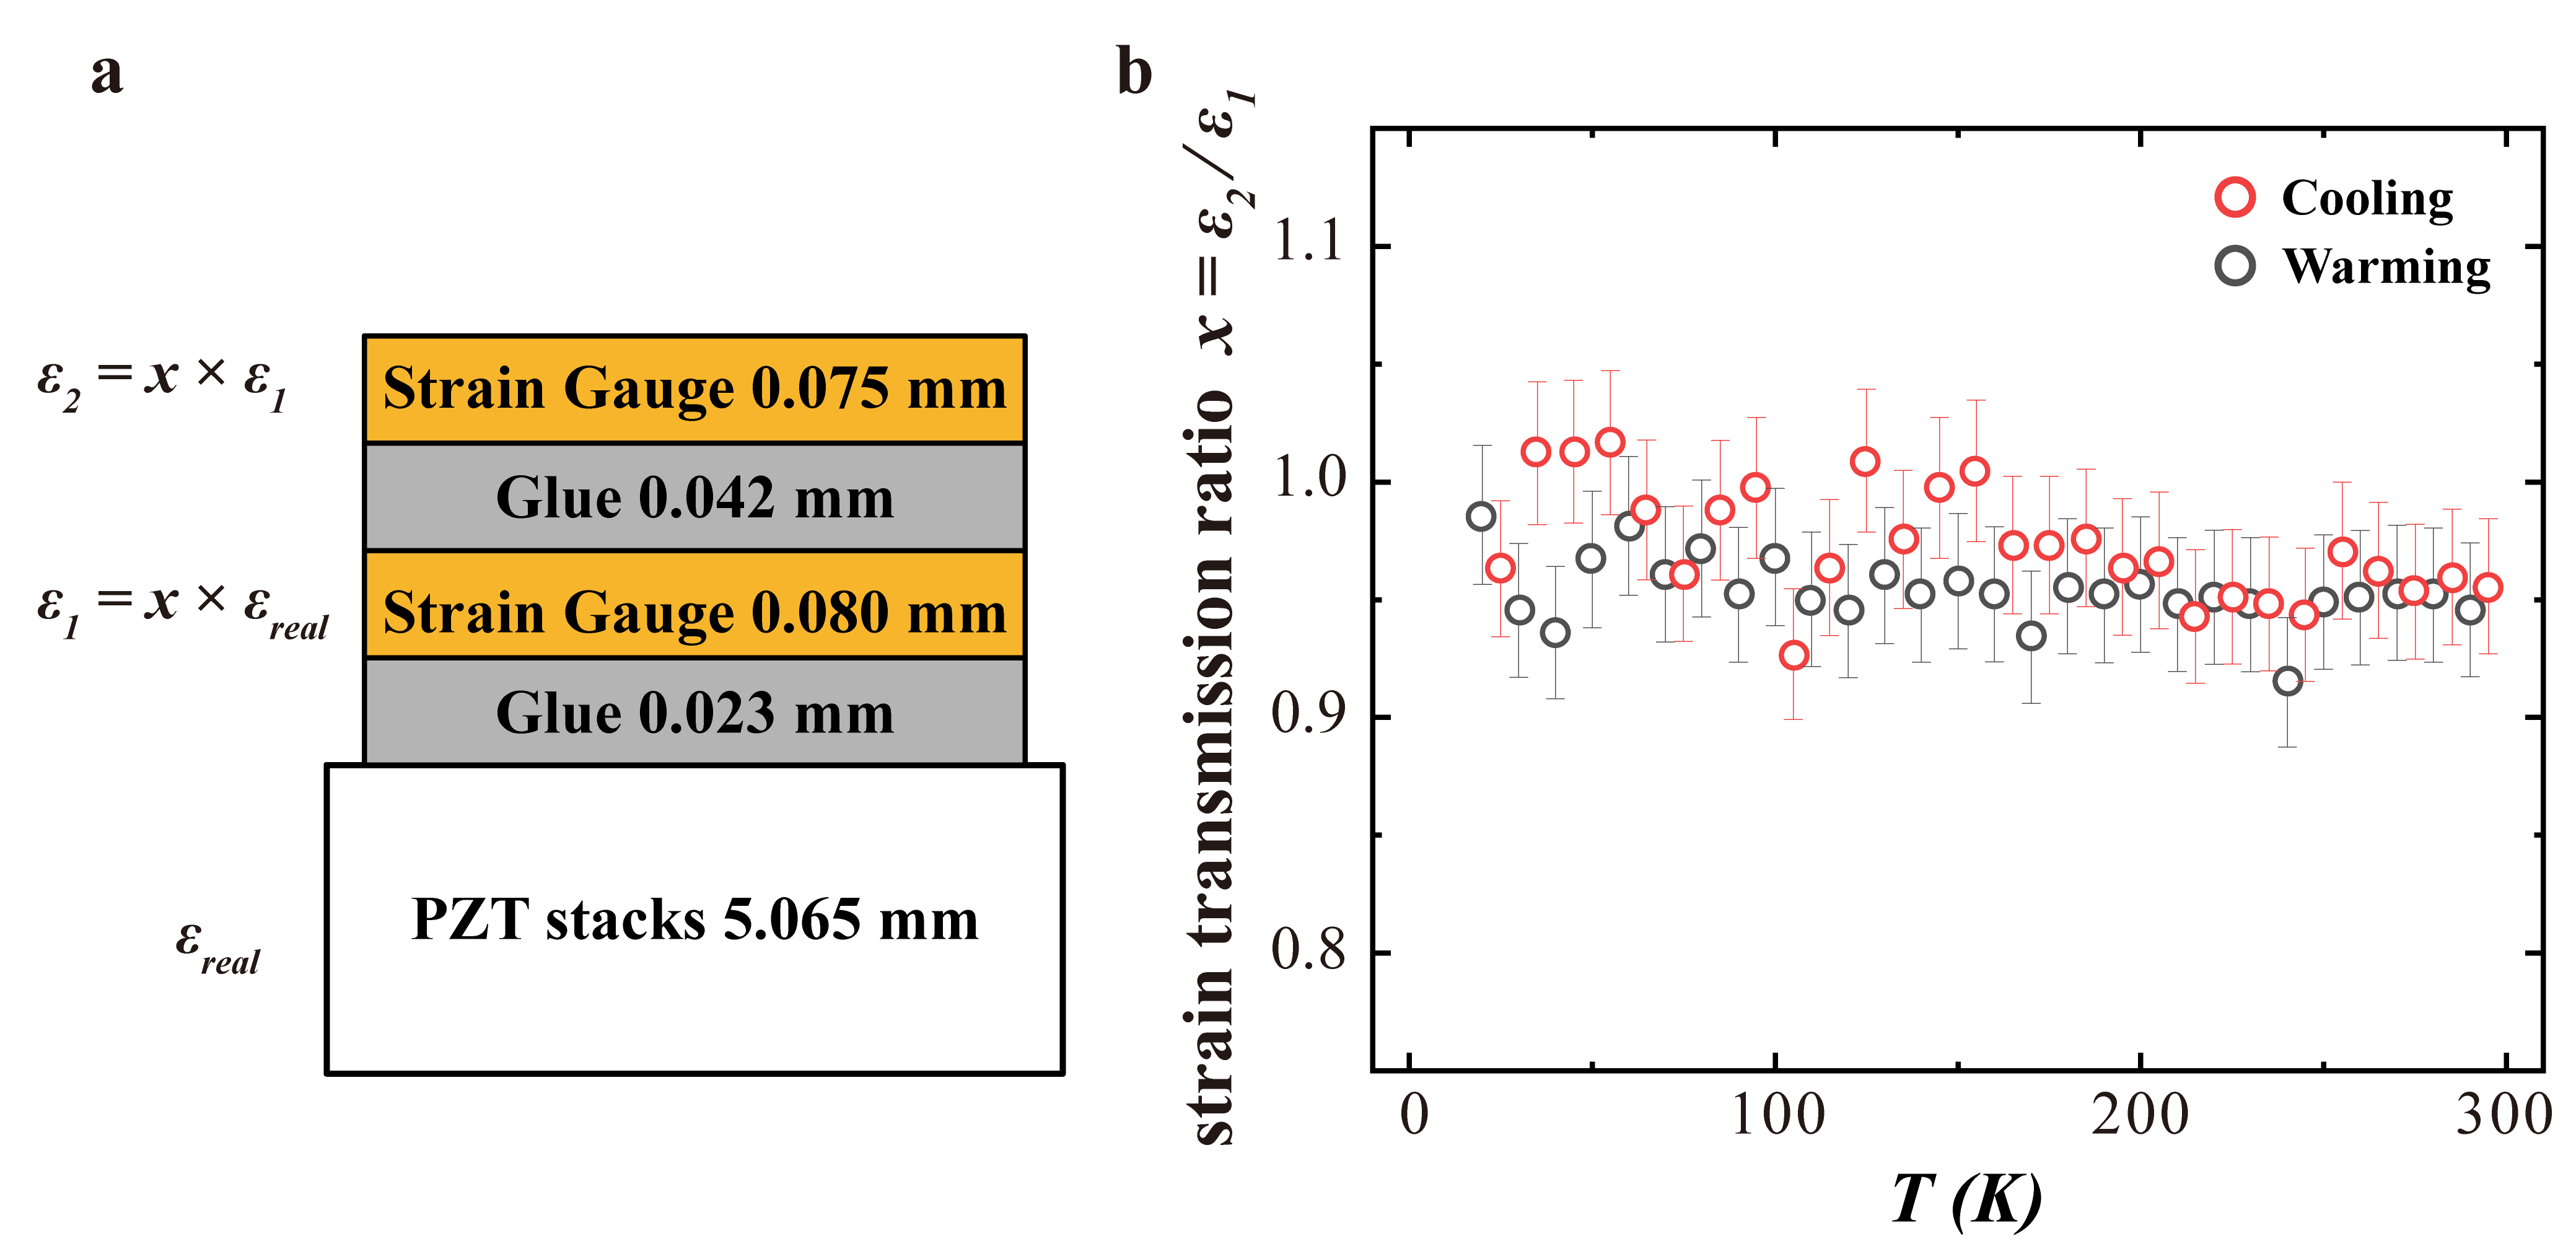 a
ε2 = x × ε1
Strain Gauge 0.075 mm
Glue 0.042 mm
ε1 = x × εreal
Strain Gauge 0.080 mm
Glue 0.023 mm
εreal
PZT stacks 5.065 mm
b
strain transmission ratio x = ε2/ε1
1.1
1.0
0.9
0.8
Cooling
Warming
0
100
200
300
T (K)